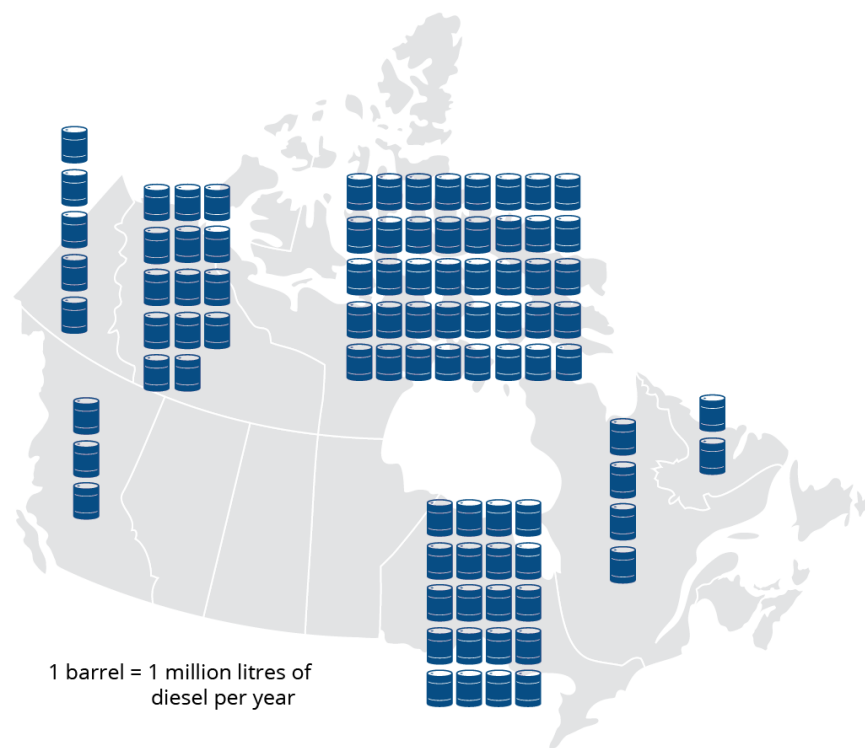 1 barrel = 1 million litres of
diesel per year